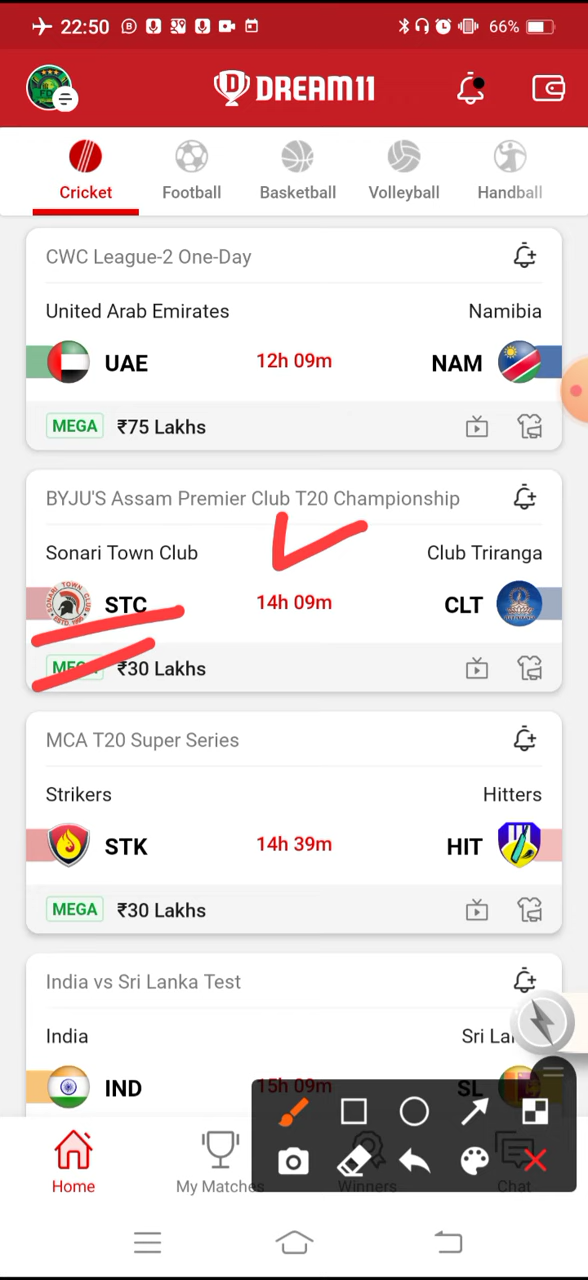 22:50
66%
DREAM11
Cricket Football Basketball Volleyball Handball
CWC League-2 One-Day
United Arab Emirates Namibia
UAE 12h 09m NAM
MEGA ₹75 Lakhs
BYJU'S Assam Premier Club T20 Championship
Sonari Town Club Club Triranga
STC 14h 09m CLT
MEGA ₹30 Lakhs
MCA T20 Super Series
Strikers Hitters
STK 14h 39m HIT
MEGA ₹30 Lakhs
India vs Sri Lanka Test
India Sri La
IND 15h 09m SL
Home My Matches Winners Chat